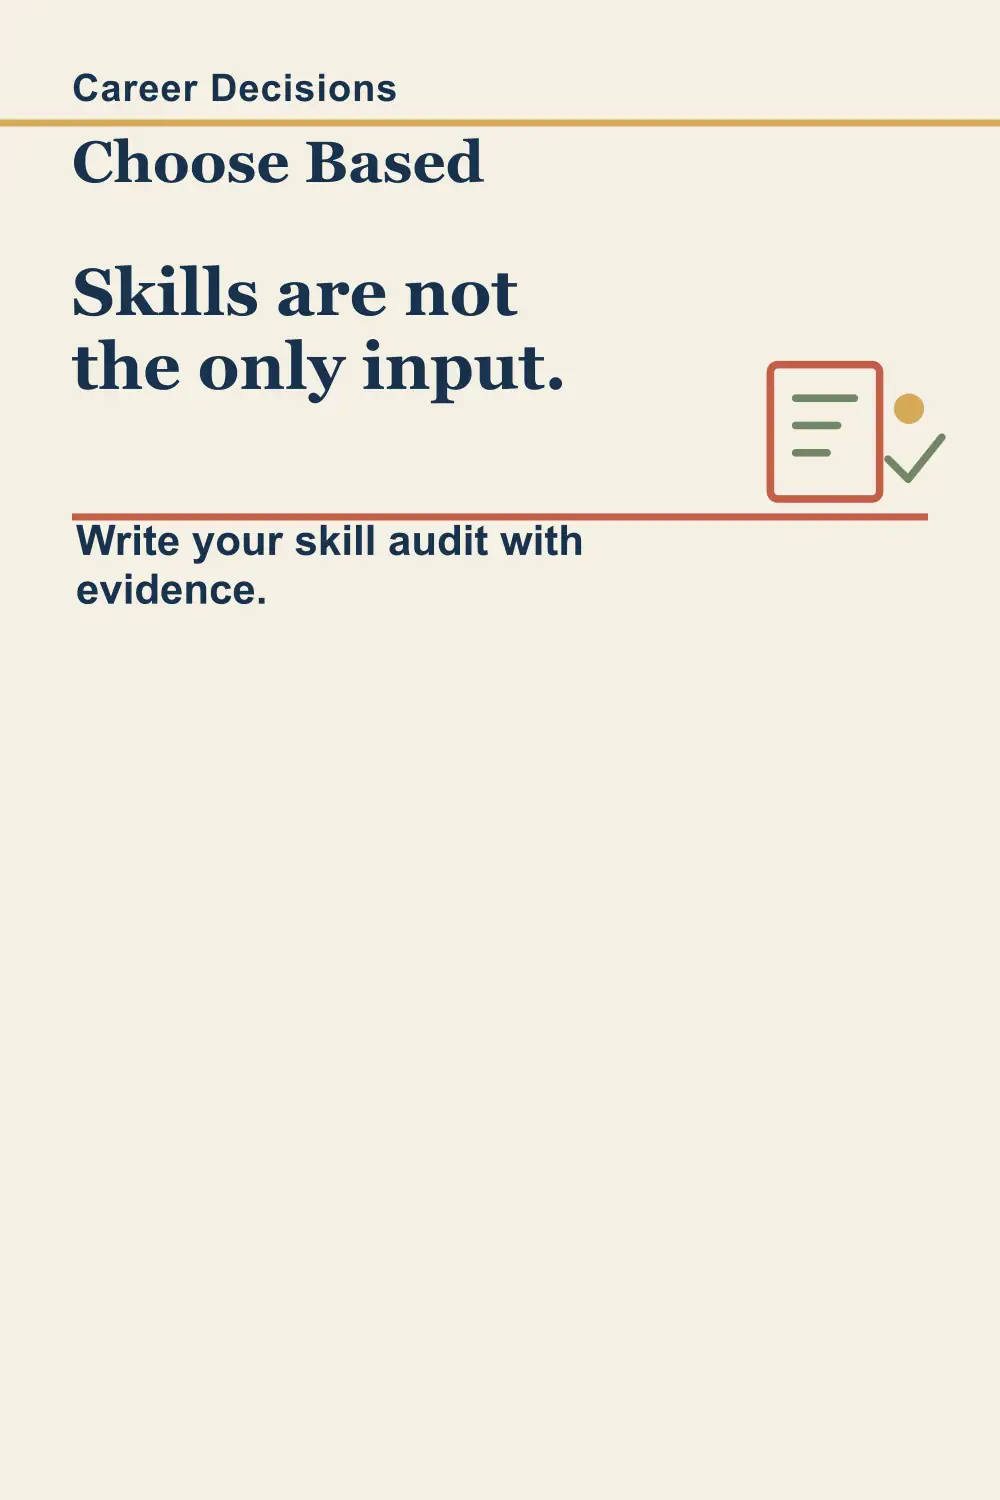 Career Decisions
Choose Based
Skills are not
the only input.
Write your skill audit with
evidence.